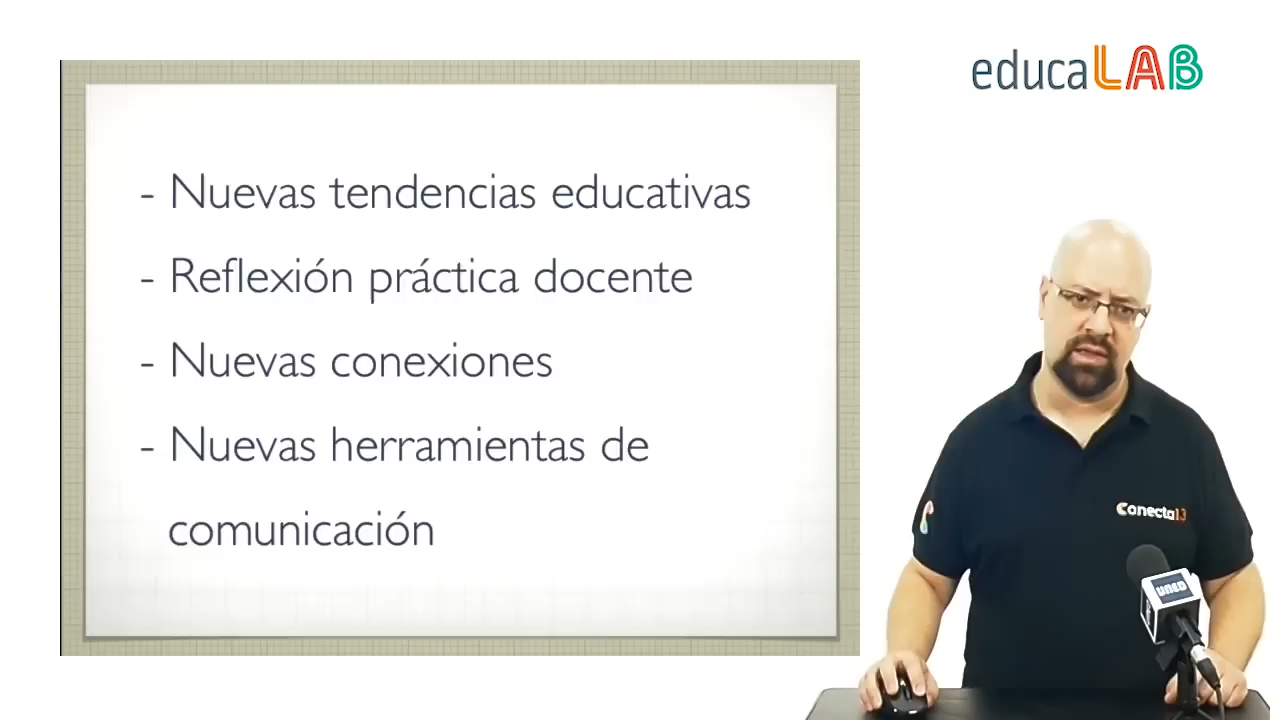 educaLAB
- Nuevas tendencias educativas
- Reflexión práctica docente
- Nuevas conexiones
- Nuevas herramientas de
comunicación
Conecta13
UNED